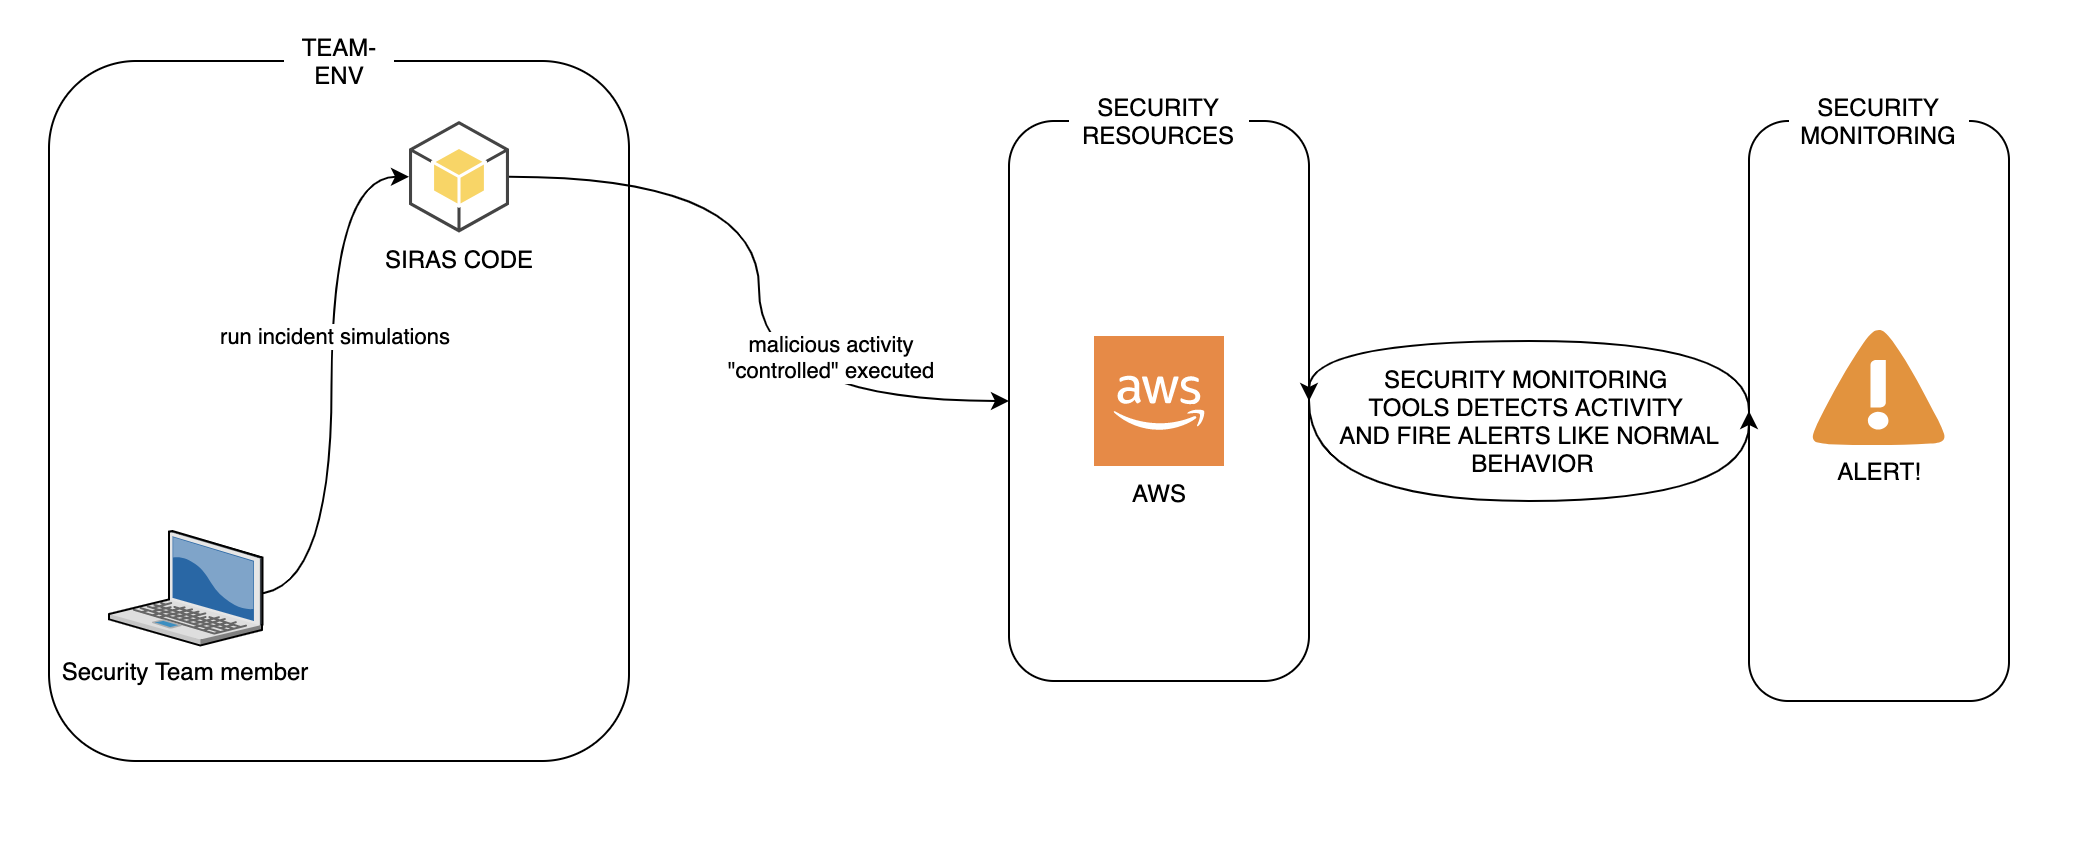 TEAM-
ENV
SIRAS CODE
run incident simulations
Security Team member
malicious activity
"controlled" executed
SECURITY
RESOURCES
aws
AWS
SECURITY MONITORING
TOOLS DETECTS ACTIVITY
AND FIRE ALERTS LIKE NORMAL
BEHAVIOR
SECURITY
MONITORING
ALERT!